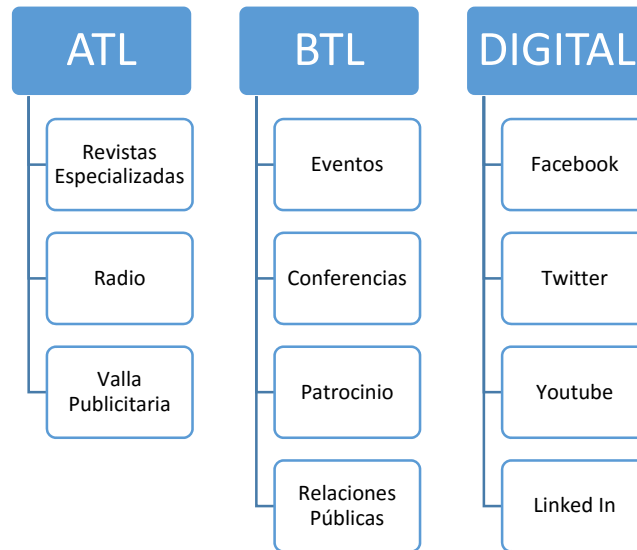 ATL
Revistas
Especializadas
Radio
Valla
Publicitaria
BTL
Eventos
Conferencias
Patrocinio
Relaciones
Públicas
DIGITAL
Facebook
Twitter
Youtube
Linked In